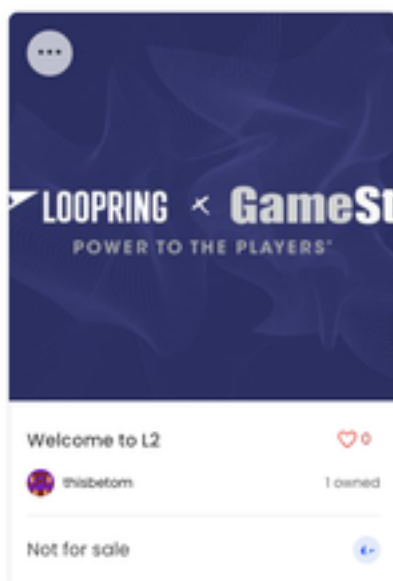 LOOPRING × GameSt
POWER TO THE PLAYERS®
Welcome to L2
0
thisbetom
1 owned
Not for sale